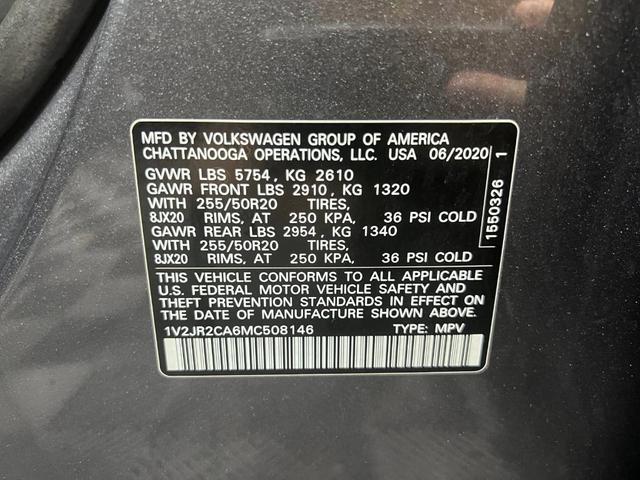 MFD BY VOLKSWAGEN GROUP OF AMERICA
CHATTANOOGA OPERATIONS, LLC. USA 06/2020
GVWR LBS 5754 , KG 2610
GAWR FRONT LBS 2910, KG 1320
WITH 255/50R20 TIRES,
8JX20 RIMS, AT 250 KPA, 36 PSI COLD
GAWR REAR LBS 2954 , KG 1340
WITH 255/50R20 TIRES,
8JX20 RIMS, AT 250 KPA, 36 PSI COLD
THIS VEHICLE CONFORMS TO ALL APPLICABLE
U.S. FEDERAL MOTOR VEHICLE SAFETY AND
THEFT PREVENTION STANDARDS IN EFFECT ON
THE DATE OF MANUFACTURE SHOWN ABOVE.
1V2JR2CA6MC508146 TYPE: MPV
1550326 1